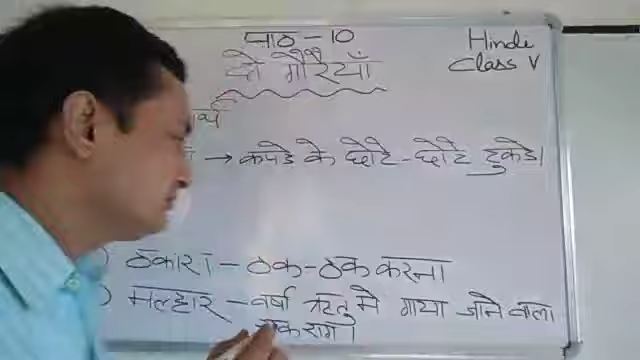 पाठ - 10
Hindi
Class V
दो गौरैयाँ
→ कपड़े के छोटे-छोटे टुकड़े।
ठकारा - ठक-ठक करना
मल्हार - वर्षा ऋतु में गाया जाने वाला
एक राग।